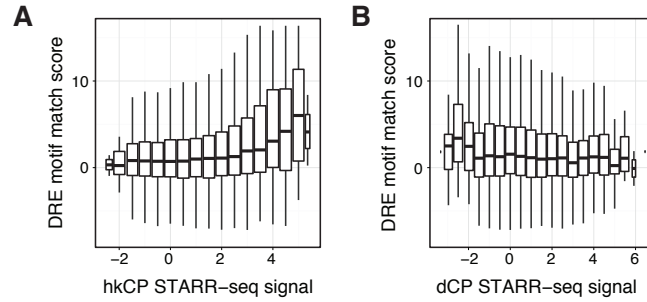 A
B
DRE motif match score
10
0
−2
0
2
4
hkCP STARR−seq signal
DRE motif match score
10
0
−2
0
2
4
6
dCP STARR−seq signal